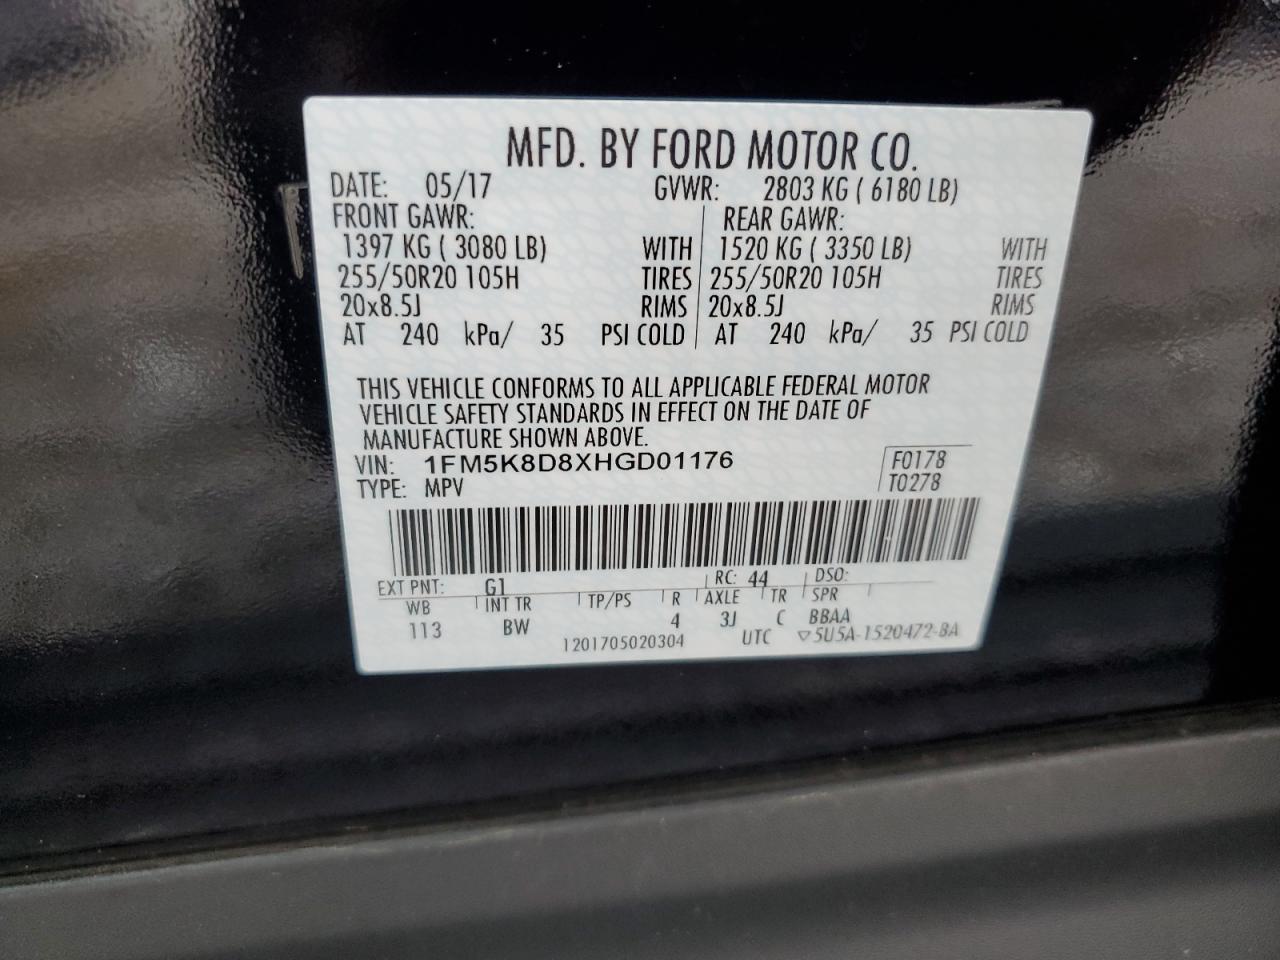 MFD. BY FORD MOTOR CO.
DATE: 05/17 GVWR: 2803 KG ( 6180 LB)
FRONT GAWR: REAR GAWR:
1397 KG ( 3080 LB) WITH 1520 KG ( 3350 LB) WITH
255/50R20 105H TIRES 255/50R20 105H TIRES
20x8.5J RIMS 20x8.5J RIMS
AT 240 kPa/ 35 PSI COLD AT 240 kPa/ 35 PSI COLD
THIS VEHICLE CONFORMS TO ALL APPLICABLE FEDERAL MOTOR
VEHICLE SAFETY STANDARDS IN EFFECT ON THE DATE OF
MANUFACTURE SHOWN ABOVE.
VIN: 1FM5K8D8XHGD01176 F0178
TYPE: MPV T0278
EXT PNT: G1 RC: 44 DSO:
WB INT TR TP/PS R AXLE TR SPR
113 BW 4 3J C BBAA
1201705020304 UTC ▽5U5A-1520472-BA